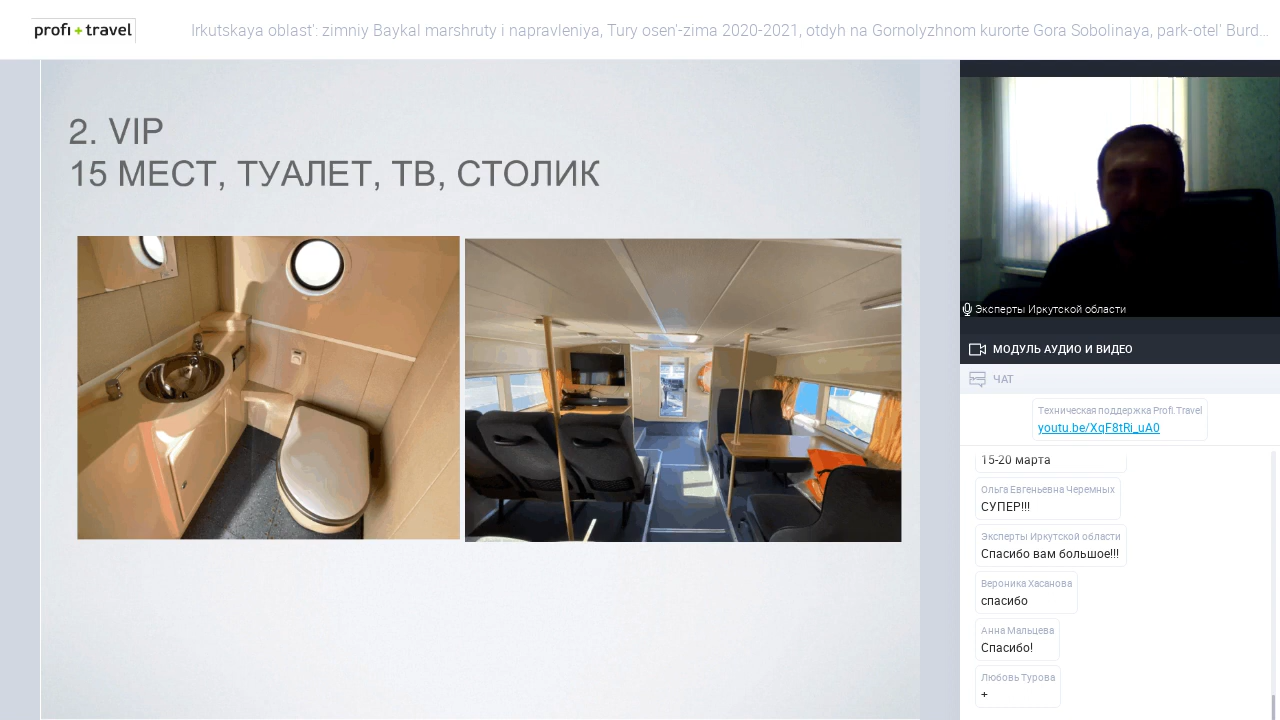 profi + travel
Irkutskaya oblast': zimniy Baykal marshruty i napravleniya, Tury osen'-zima 2020-2021, otdyh na Gornolyzhnom kurorte Gora Sobolinaya, park-otel' Burd...
2. VIP
15 МЕСТ, ТУАЛЕТ, ТВ, СТОЛИК
Эксперты Иркутской области
МОДУЛЬ АУДИО И ВИДЕО
ЧАТ
Техническая поддержка Profi.Travel
youtu.be/XqF8tRi_uA0
15-20 марта
Ольга Евгеньевна Черемных
СУПЕР!!!
Эксперты Иркутской области
Спасибо вам большое!!!
Вероника Хасанова
спасибо
Анна Мальцева
Спасибо!
Любовь Турова
+